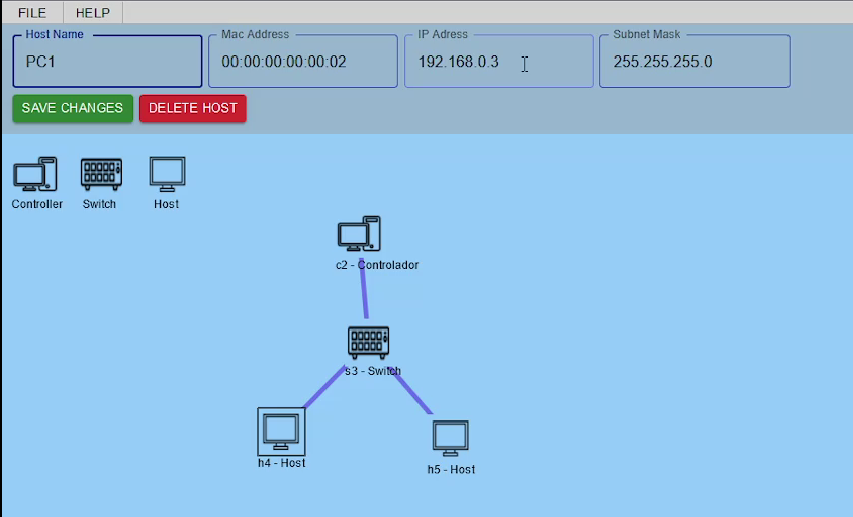 FILE HELP
Host Name Mac Address IP Adress Subnet Mask
PC1 00:00:00:00:00:02 192.168.0.3 255.255.255.0
SAVE CHANGES DELETE HOST
Controller Switch Host
c2 - Controlador
s3 - Switch
h4 - Host
h5 - Host